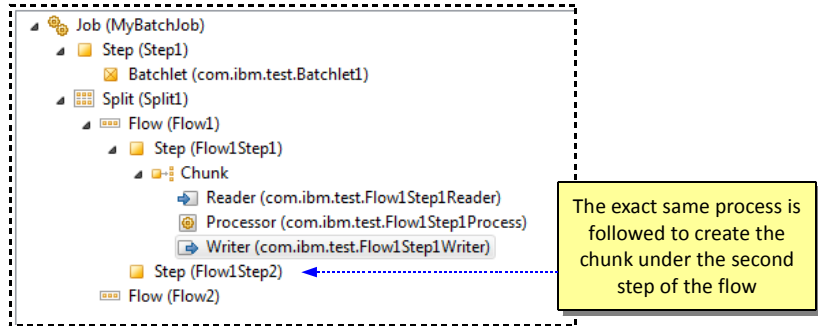 Job (MyBatchJob)
Step (Step1)
Batchlet (com.ibm.test.Batchlet1)
Split (Split1)
Flow (Flow1)
Step (Flow1Step1)
Chunk
Reader (com.ibm.test.Flow1Step1Reader)
Processor (com.ibm.test.Flow1Step1Process)
Writer (com.ibm.test.Flow1Step1Writer)
Step (Flow1Step2)
Flow (Flow2)
The exact same process is
followed to create the
chunk under the second
step of the flow